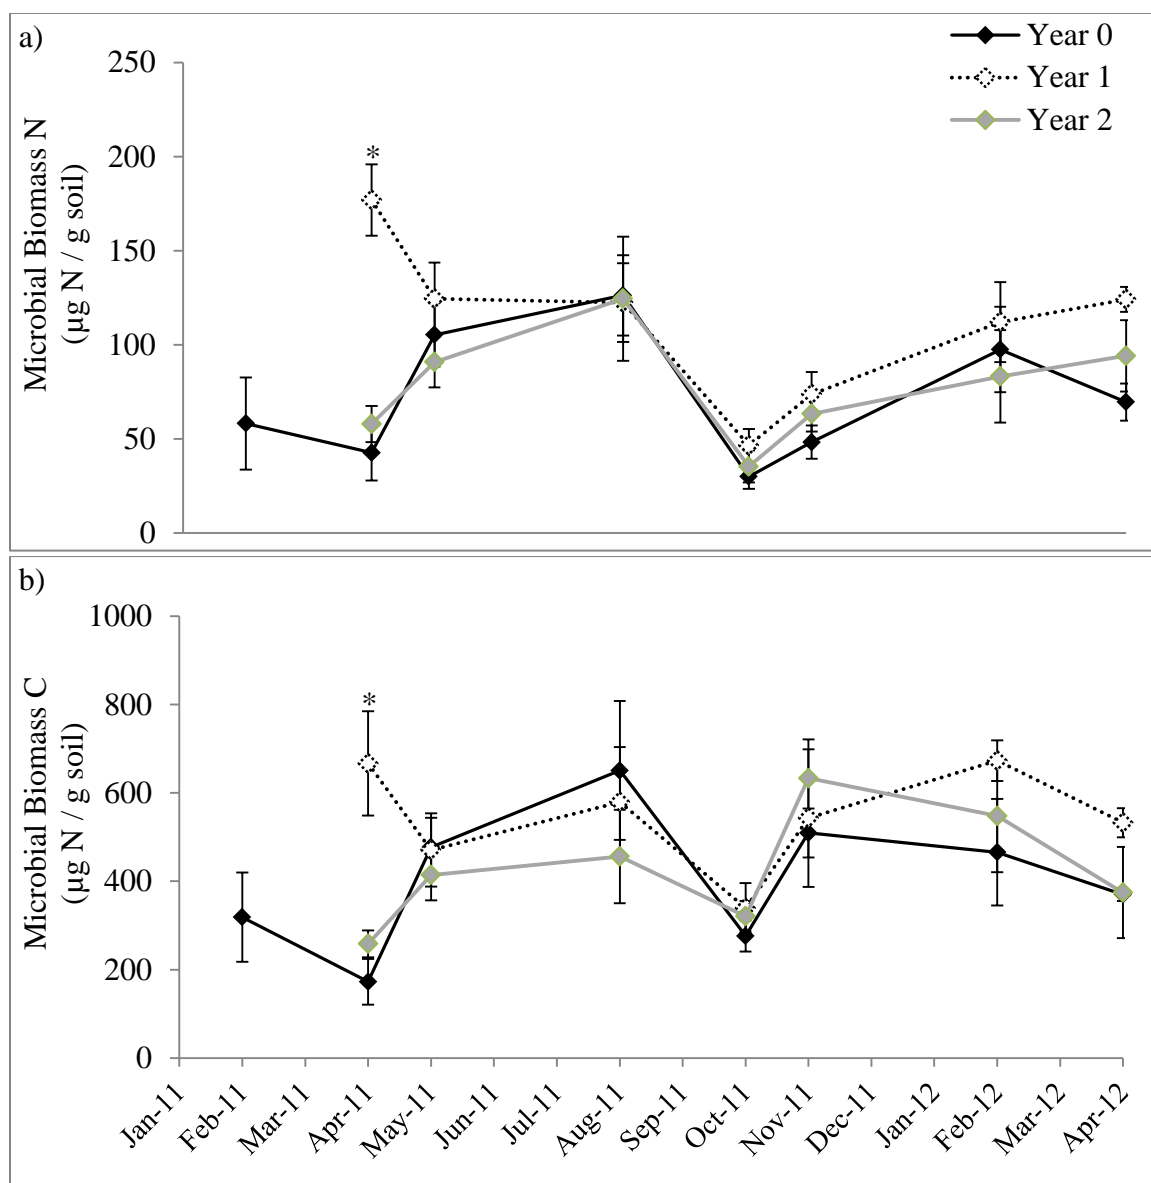 a)
Year 0
Year 1
Year 2
Microbial Biomass N
(µg N / g soil)
250
200
150
100
50
0
*
b)
Microbial Biomass C
(µg N / g soil)
1000
800
600
400
200
0
*
Jan-11
Feb-11
Mar-11
Apr-11
May-11
Jun-11
Jul-11
Aug-11
Sep-11
Oct-11
Nov-11
Dec-11
Jan-12
Feb-12
Mar-12
Apr-12